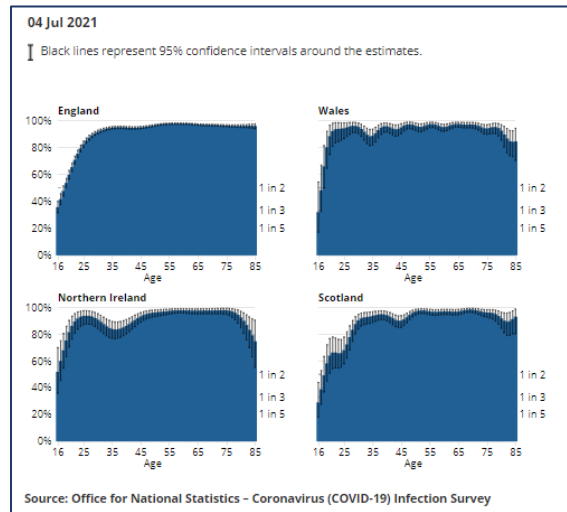 04 Jul 2021
Black lines represent 95% confidence intervals around the estimates.
England
100%
80%
60%
40%
20%
0%
1 in 2
1 in 3
1 in 5
16 25 35 45 55 65 75 85
Age
Wales
1 in 2
1 in 3
1 in 5
16 25 35 45 55 65 75 85
Age
Northern Ireland
100%
80%
60%
40%
20%
0%
1 in 2
1 in 3
1 in 5
16 25 35 45 55 65 75 85
Age
Scotland
1 in 2
1 in 3
1 in 5
16 25 35 45 55 65 75 85
Age
Source: Office for National Statistics – Coronavirus (COVID-19) Infection Survey